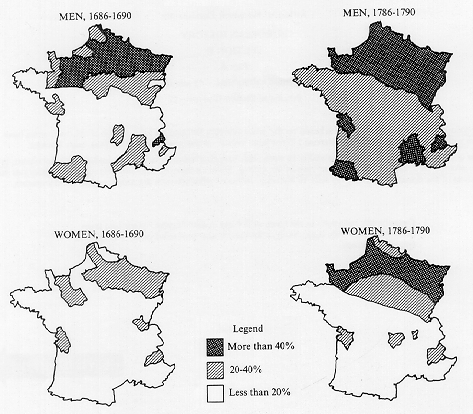 MEN, 1686-1690
MEN, 1786-1790
WOMEN, 1686-1690
WOMEN, 1786-1790
Legend
More than 40%
20-40%
Less than 20%